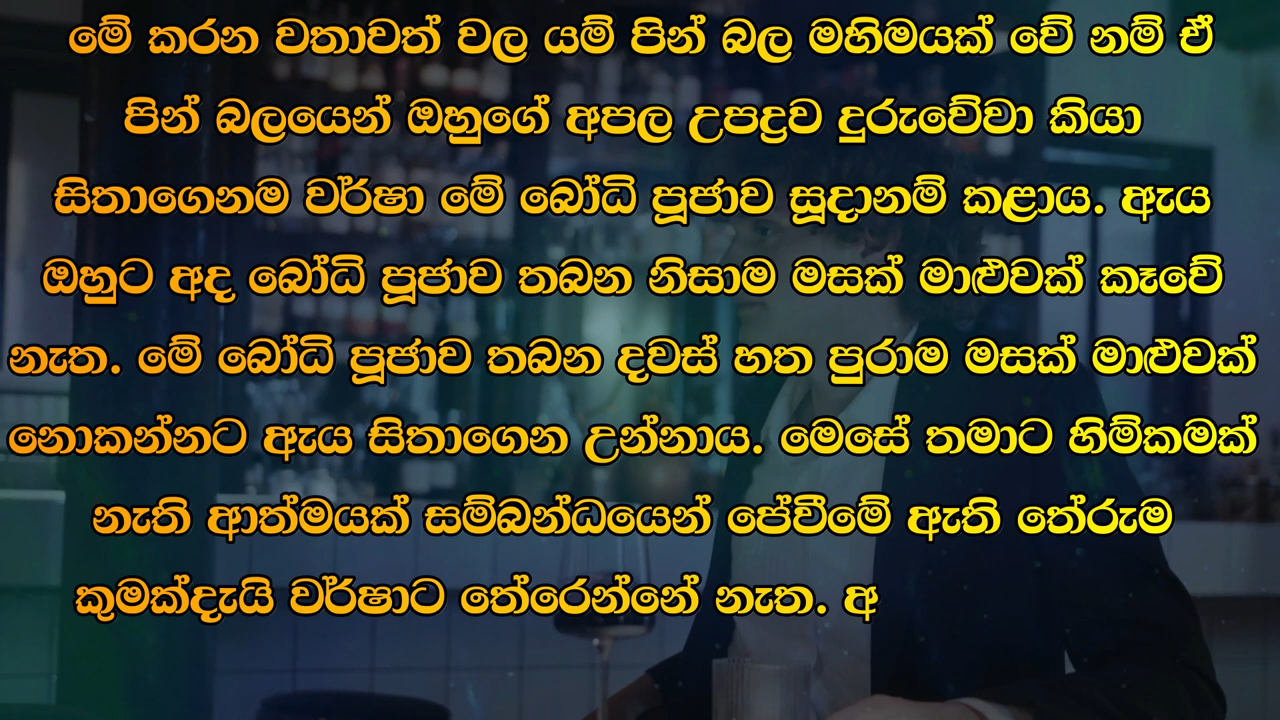 මේ කරන වතාවත් වල යම් පින් බල මහිමයක් වේ නම් ඒ
පින් බලයෙන් ඔහුගේ අපල උපද්‍රව දුරුවේවා කියා
සිතාගෙනම වර්ෂා මේ බෝධි පූජාව සූදානම් කළාය. ඇය
ඔහුට අද බෝධි පූජාව තබන නිසාම මසක් මාළුවක් කෑවේ
නැත. මේ බෝධි පූජාව තබන දවස් හත පුරාම මසක් මාළුවක්
නොකන්නට ඇය සිතාගෙන උන්නාය. මෙසේ තමාට හිම්කමක්
නැති ආත්මයක් සම්බන්ධයෙන් පේවීමේ ඇති තේරුම
කුමක්දැයි වර්ෂාට තේරෙන්නේ නැත. අ